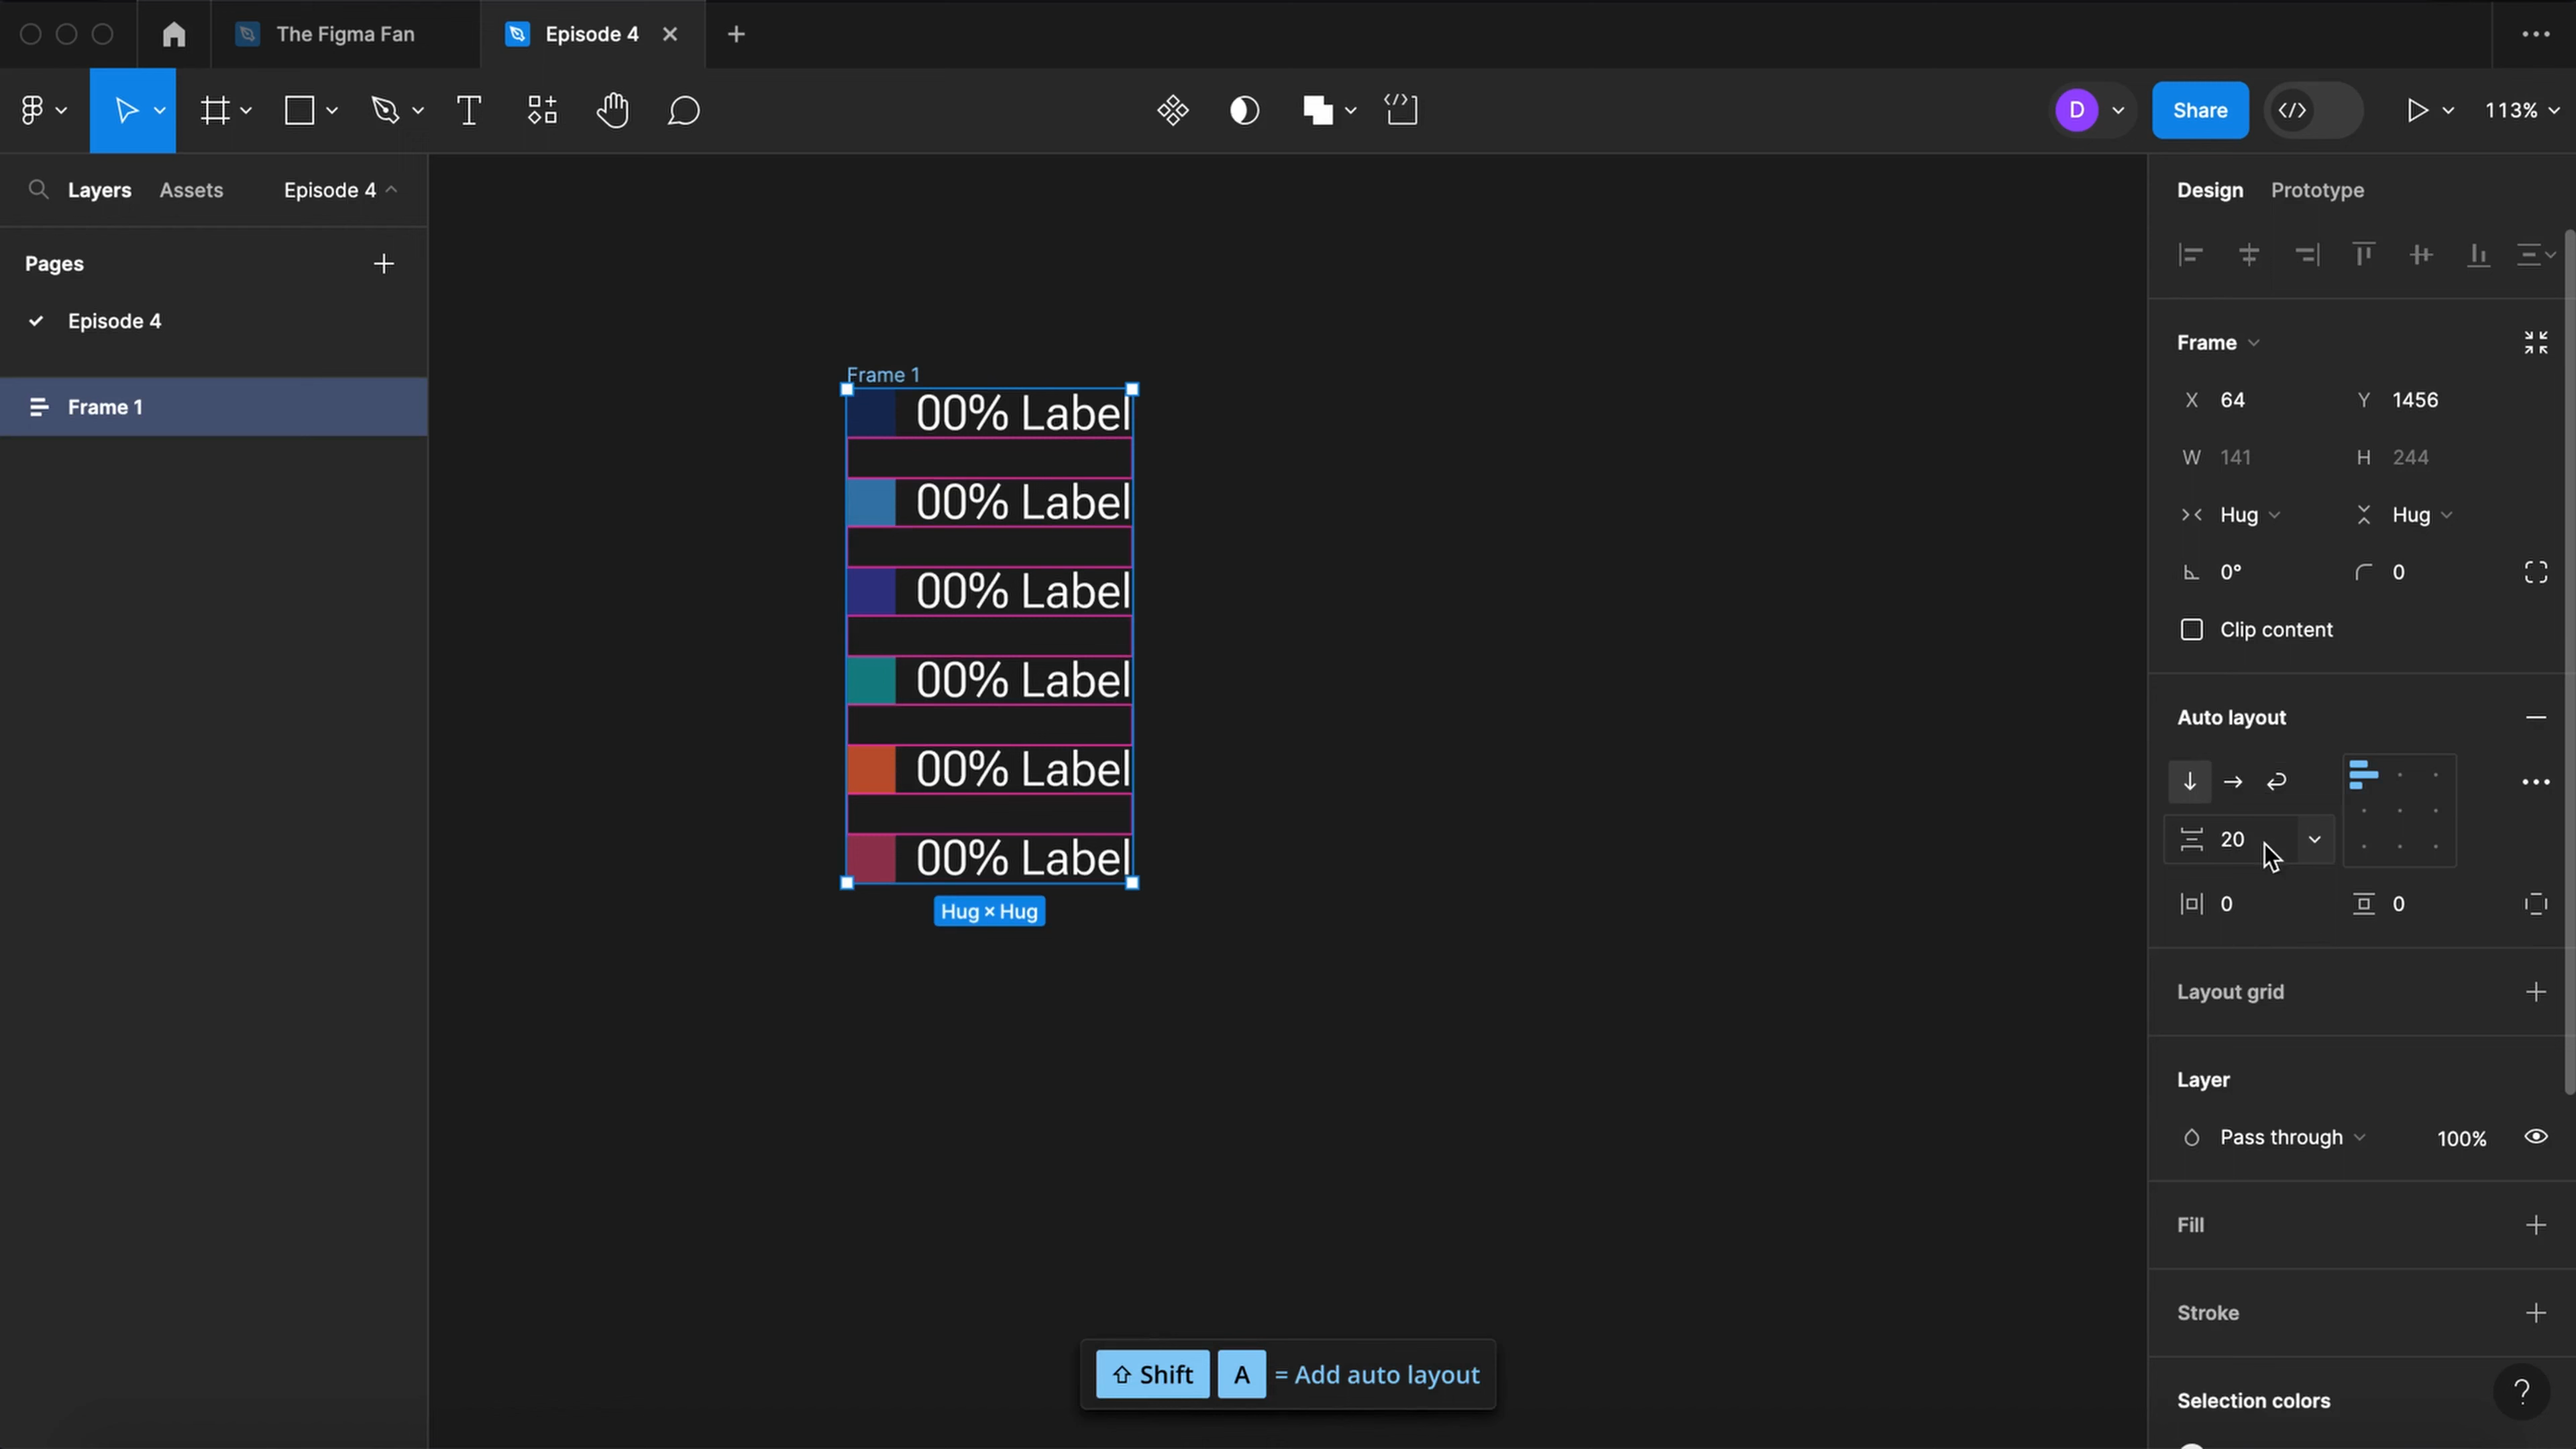 The Figma Fan
Episode 4
D
Share
113%
Layers
Assets
Episode 4
Pages
Episode 4
Frame 1
Frame 1
00% Label
00% Label
00% Label
00% Label
00% Label
00% Label
Hug × Hug
Shift A = Add auto layout
Design
Prototype
Frame
X 64
Y 1456
W 141
H 244
Hug
Hug
0°
0
Clip content
Auto layout
20
0
0
Layout grid
Layer
Pass through
100%
Fill
Stroke
Selection colors
?